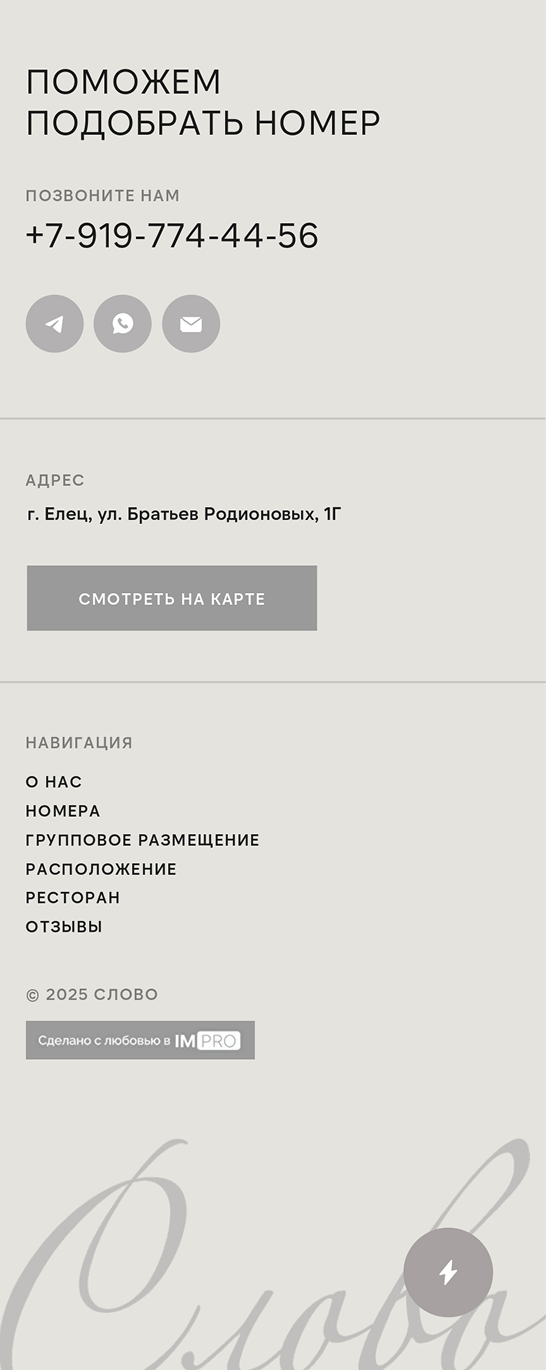 ПОМОЖЕМ
ПОДОБРАТЬ НОМЕР
ПОЗВОНИТЕ НАМ
+7-919-774-44-56
АДРЕС
г. Елец, ул. Братьев Родионовых, 1Г
СМОТРЕТЬ НА КАРТЕ
НАВИГАЦИЯ
О НАС
НОМЕРА
ГРУППОВОЕ РАЗМЕЩЕНИЕ
РАСПОЛОЖЕНИЕ
РЕСТОРАН
ОТЗЫВЫ
© 2025 СЛОВО
Сделано с любовью в IMPRO
Слово